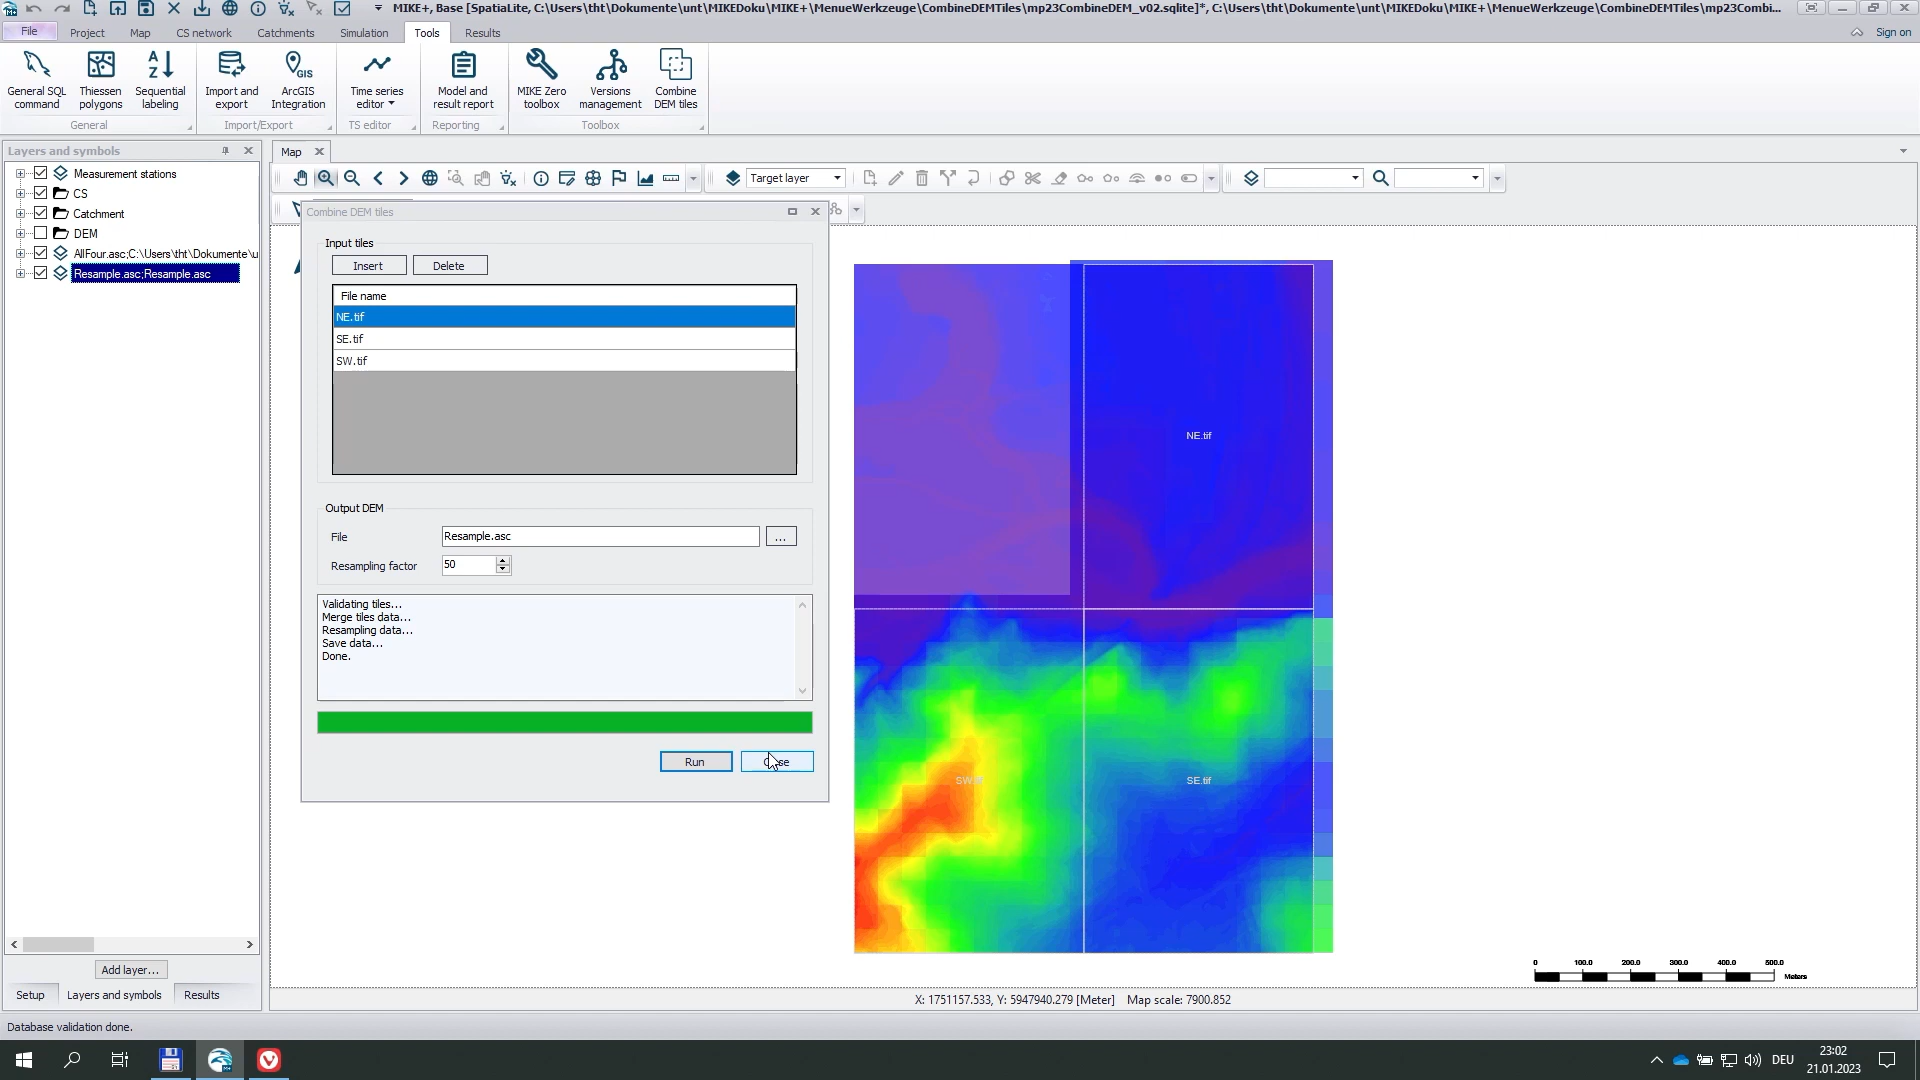 MIKE+, Base [SpatiaLite, C:\Users\tht\Dokumente\unt\MIKEDoku\MIKE+\MenueWerkzeuge\CombineDEMTiles\mp23CombineDEM_v02.sqlite]*, C:\Users\tht\Dokumente\unt\MIKEDoku\MIKE+\MenueWerkzeuge\CombineDEMTiles\mp23Combi...
File Project Map CS network Catchments Simulation Tools Results Sign on
General SQL command
Thiessen polygons
Sequential labeling
Import and export
ArcGIS Integration
Time series editor
Model and result report
MIKE Zero toolbox
Versions management
Combine DEM tiles
General Import/Export TS editor Reporting Toolbox
Layers and symbols
Measurement stations
CS
Catchment
DEM
AllFour.asc;C:\Users\tht\Dokumente\u
Resample.asc;Resample.asc
Add layer...
Setup Layers and symbols Results
Map
Target layer
Combine DEM tiles
Input tiles
Insert Delete
File name
NE.tif
SE.tif
SW.tif
Output DEM
File Resample.asc ...
Resampling factor 50
Validating tiles...
Merge tiles data...
Resampling data...
Save data...
Done.
Run
NE.tif
SE.tif
0 100.0 200.0 300.0 400.0 500.0
Meters
X: 1751157.533, Y: 5947940.279 [Meter] Map scale: 7900.852
Database validation done.
DEU
23:02
21.01.2023